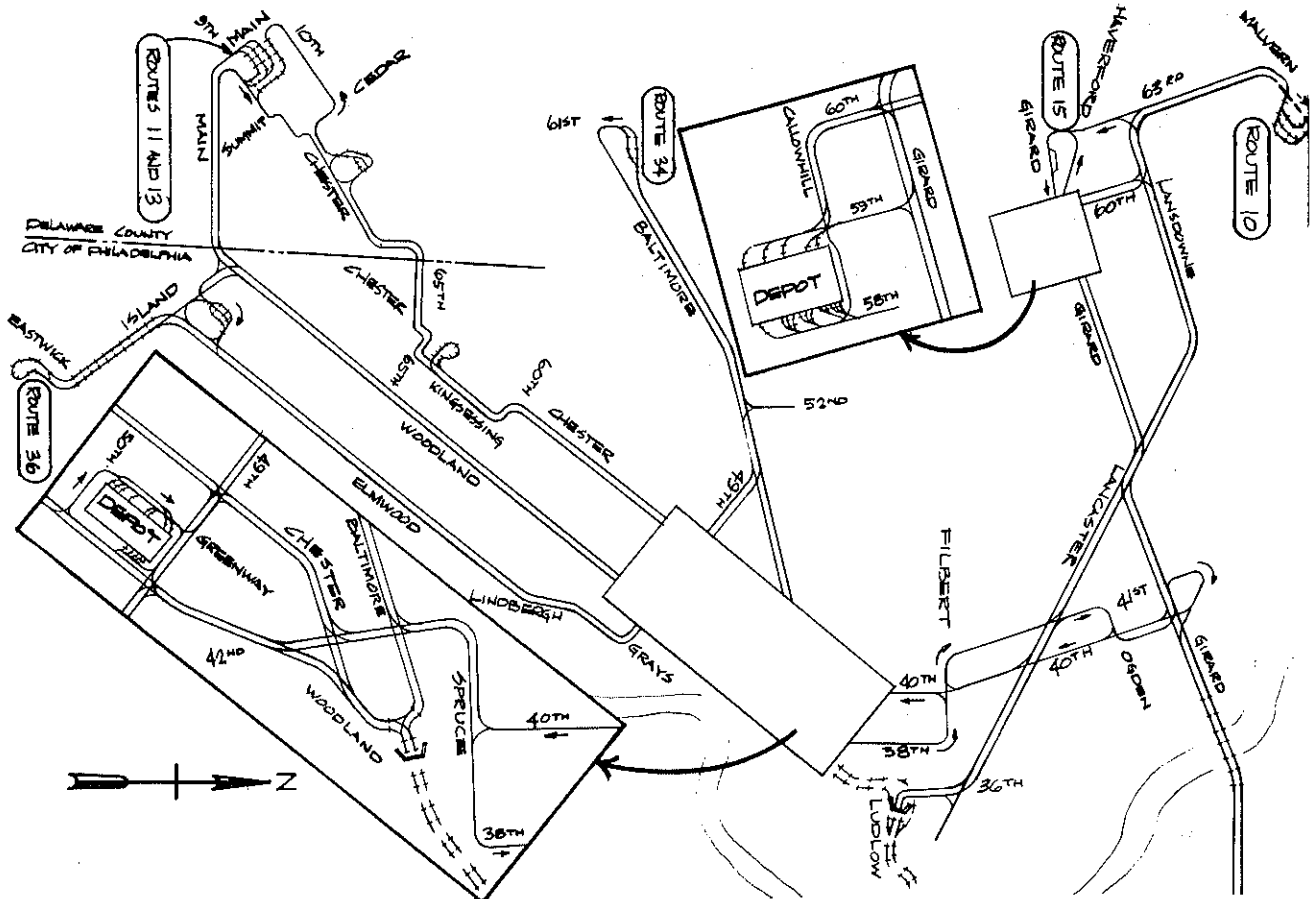 9TH
MAIN
10TH
CEDAR
ROUTES 11 AND 13
MAIN
SUMMIT
CHESTER
DELAWARE COUNTY
CITY OF PHILADELPHIA
CHESTER
65TH
ISLAND
EASTWICK
ROUTE 36
65TH
KINGSESSING
60TH
CHESTER
WOODLAND
ELMWOOD
LINDBERGH
GRAYS
61ST
ROUTE 34
BALTIMORE
52ND
49TH
CALLOWHILL
60TH
GIRARD
59TH
DEPOT
58TH
ROUTE 15
HAVERFORD
GIRARD
63RD
MALVERN
ROUTE 10
60TH
LANSDOWNE
GIRARD
LANCASTER
FILBERT
41ST
40TH
OGDEN
GIRARD
40TH
38TH
36TH
LUDLOW
50TH
49TH
DEPOT
GREENWAY
CHESTER
BALTIMORE
42ND
WOODLAND
SPRUCE
40TH
38TH
N